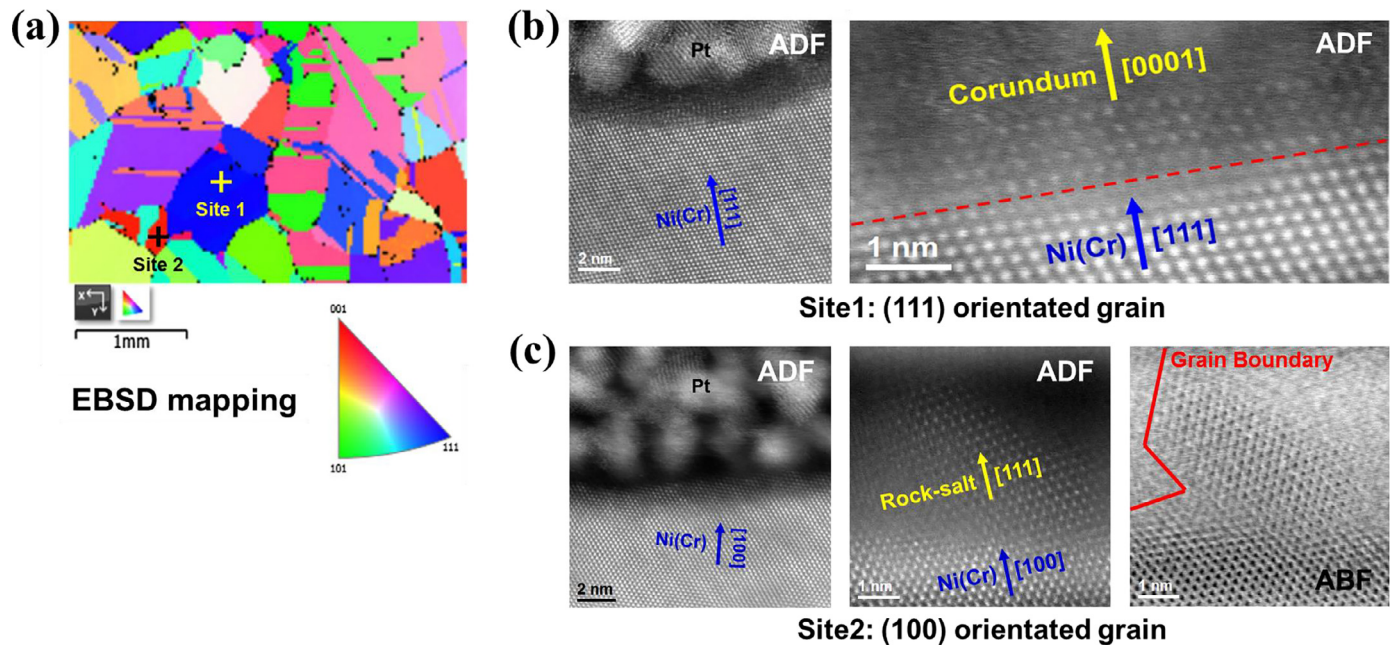 (a)
Site 1
Site 2
X
Y
1mm
EBSD mapping
001
101
111
(b)
Pt
ADF
Ni(Cr) [111]
2 nm
ADF
Corundum [0001]
Ni(Cr) [111]
1 nm
Site1: (111) orientated grain
(c)
Pt
ADF
Ni(Cr) [100]
2 nm
ADF
Rock-salt [111]
Ni(Cr) [100]
1 nm
Grain Boundary
1 nm
ABF
Site2: (100) orientated grain